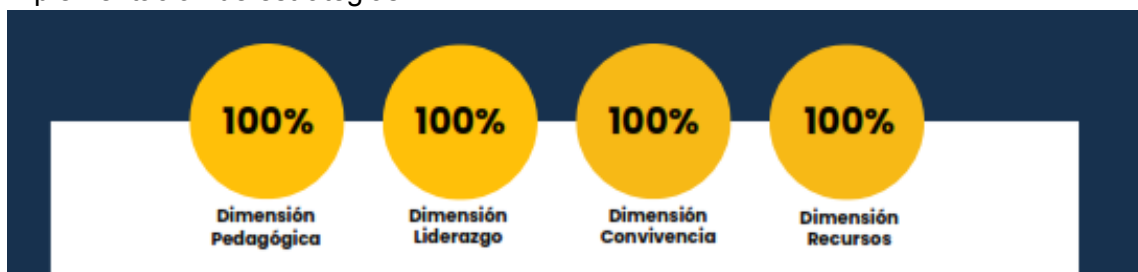 100%
100%
100%
100%
Dimensión
Pedagógica
Dimensión
Liderazgo
Dimensión
Convivencia
Dimensión
Recursos